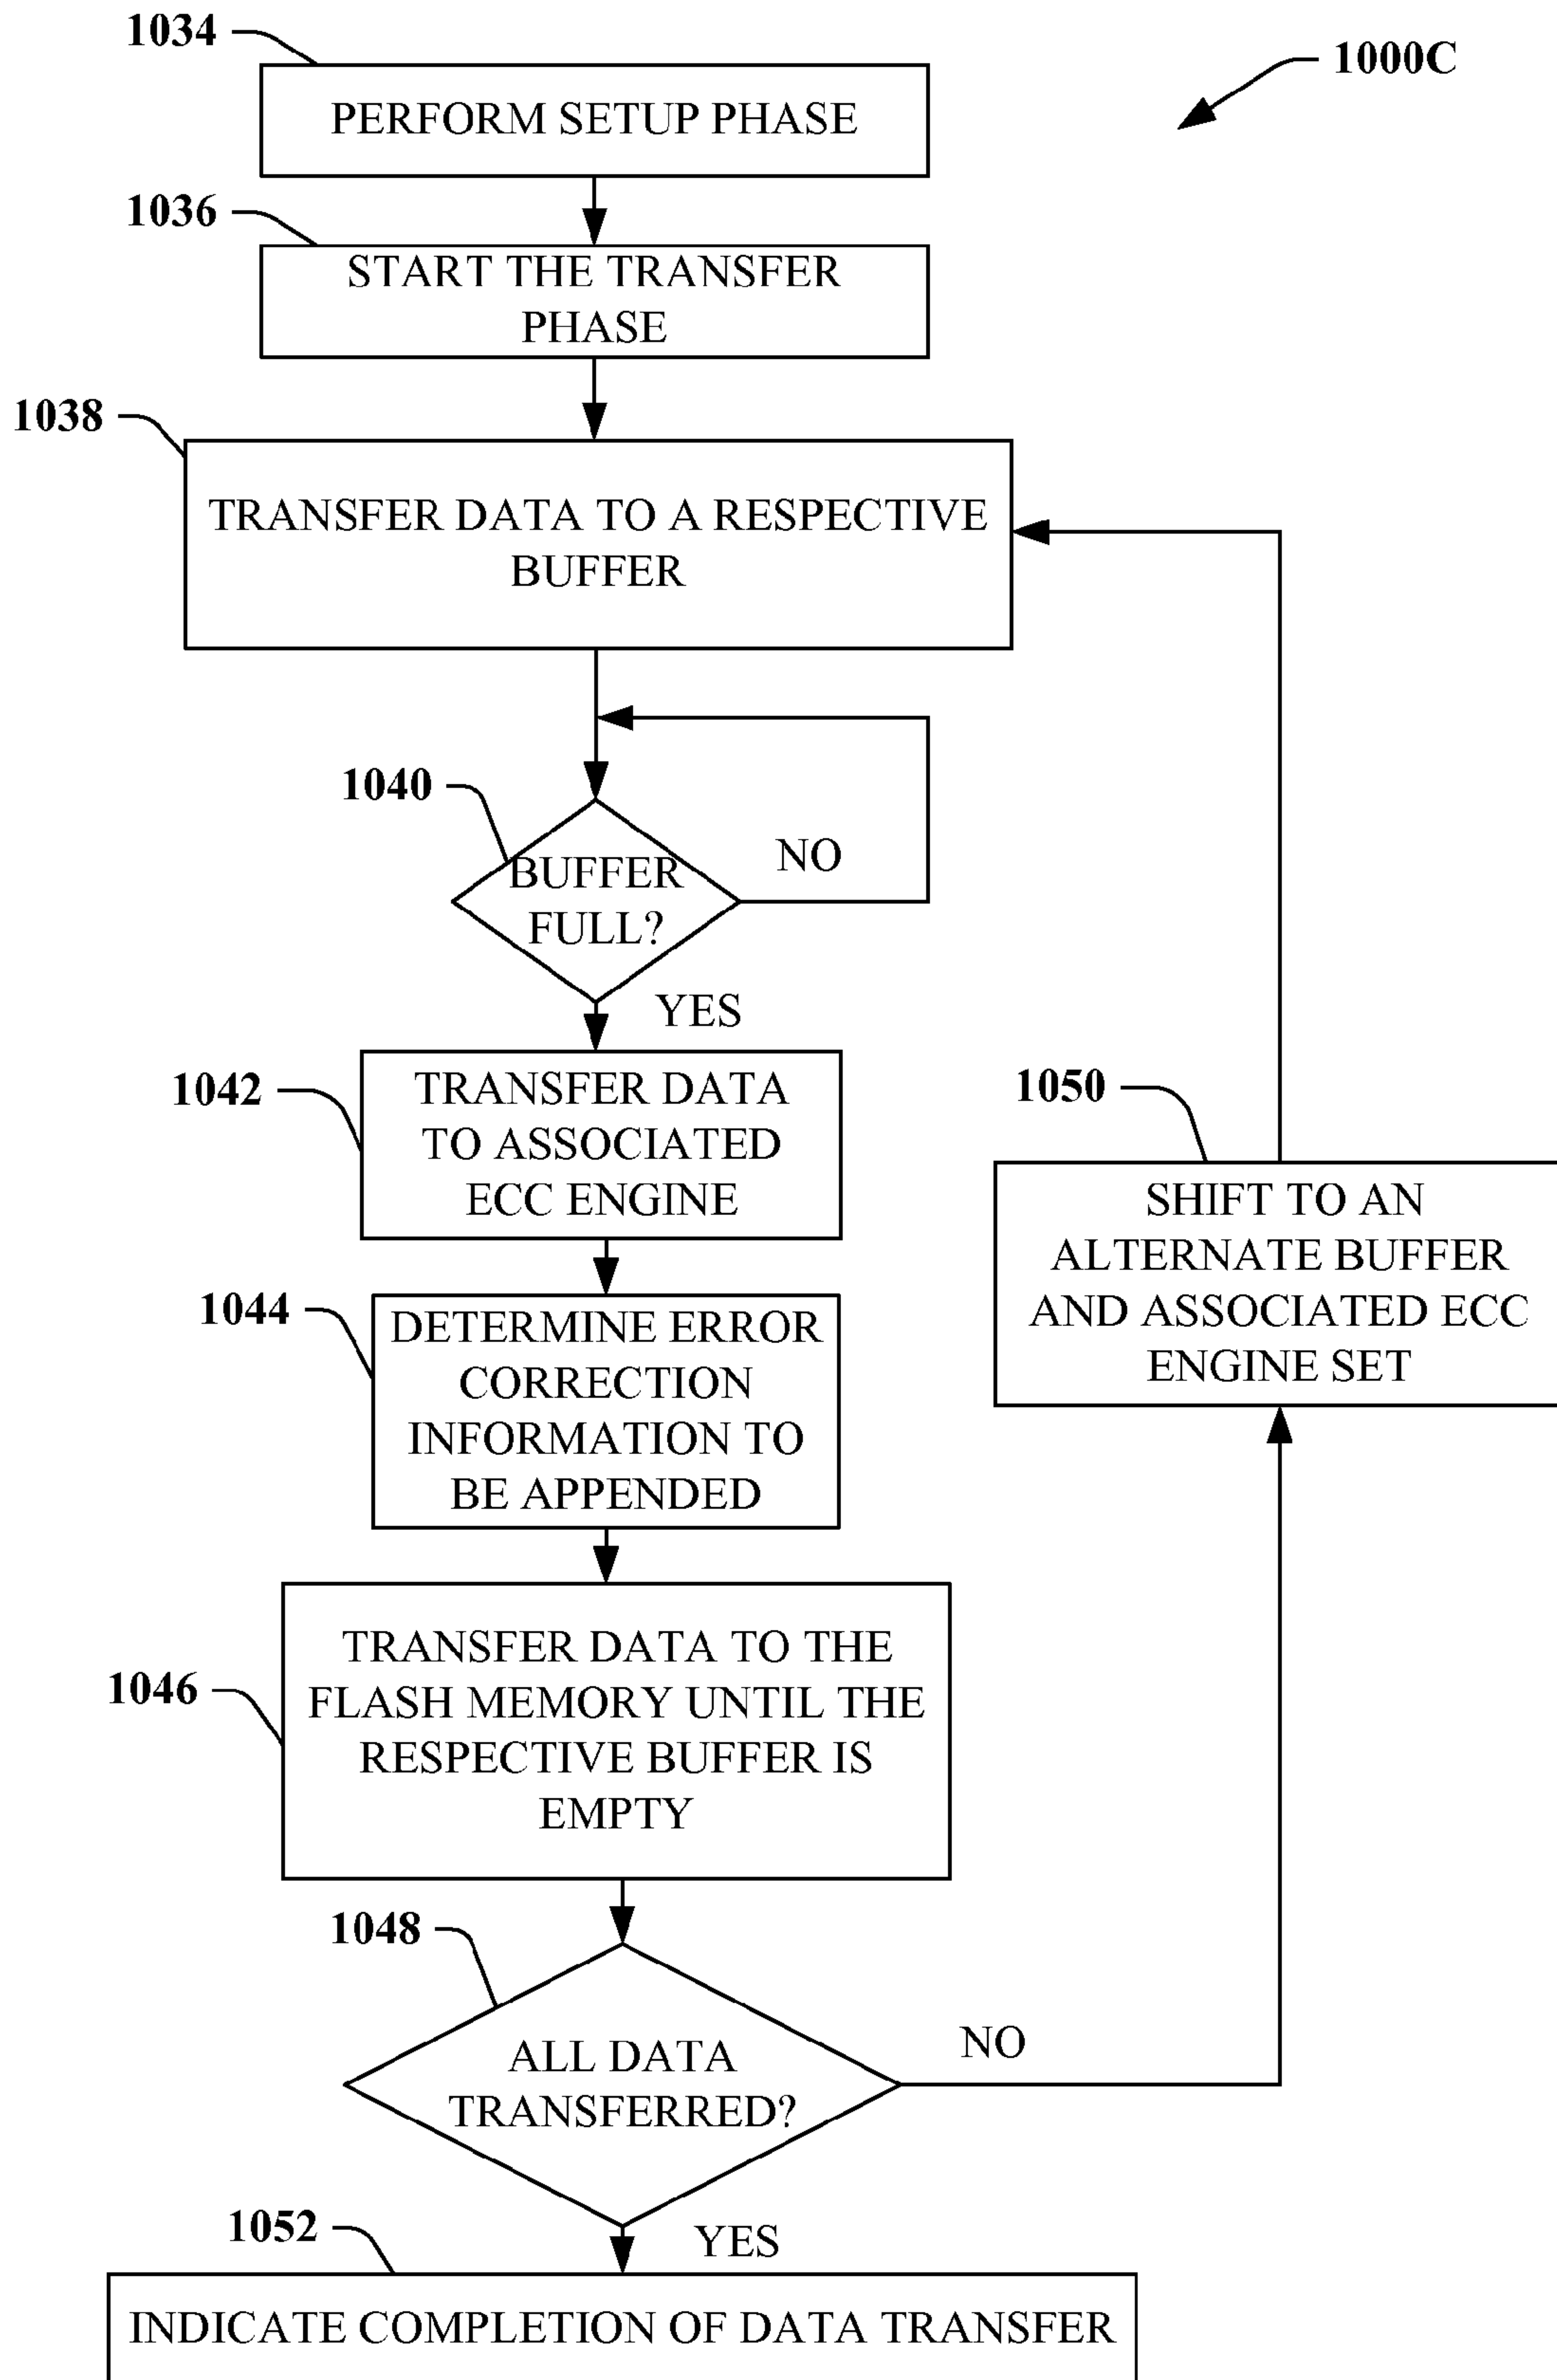 1034
1000C
PERFORM SETUP PHASE
1036
START THE TRANSFER
PHASE
1038
TRANSFER DATA TO A RESPECTIVE
BUFFER
1040
BUFFER
FULL?
NO
YES
1042
TRANSFER DATA
TO ASSOCIATED
ECC ENGINE
1050
SHIFT TO AN
ALTERNATE BUFFER
AND ASSOCIATED ECC
ENGINE SET
1044
DETERMINE ERROR
CORRECTION
INFORMATION TO
BE APPENDED
1046
TRANSFER DATA TO THE
FLASH MEMORY UNTIL THE
RESPECTIVE BUFFER IS
EMPTY
1048
ALL DATA
TRANSFERRED?
NO
YES
1052
INDICATE COMPLETION OF DATA TRANSFER